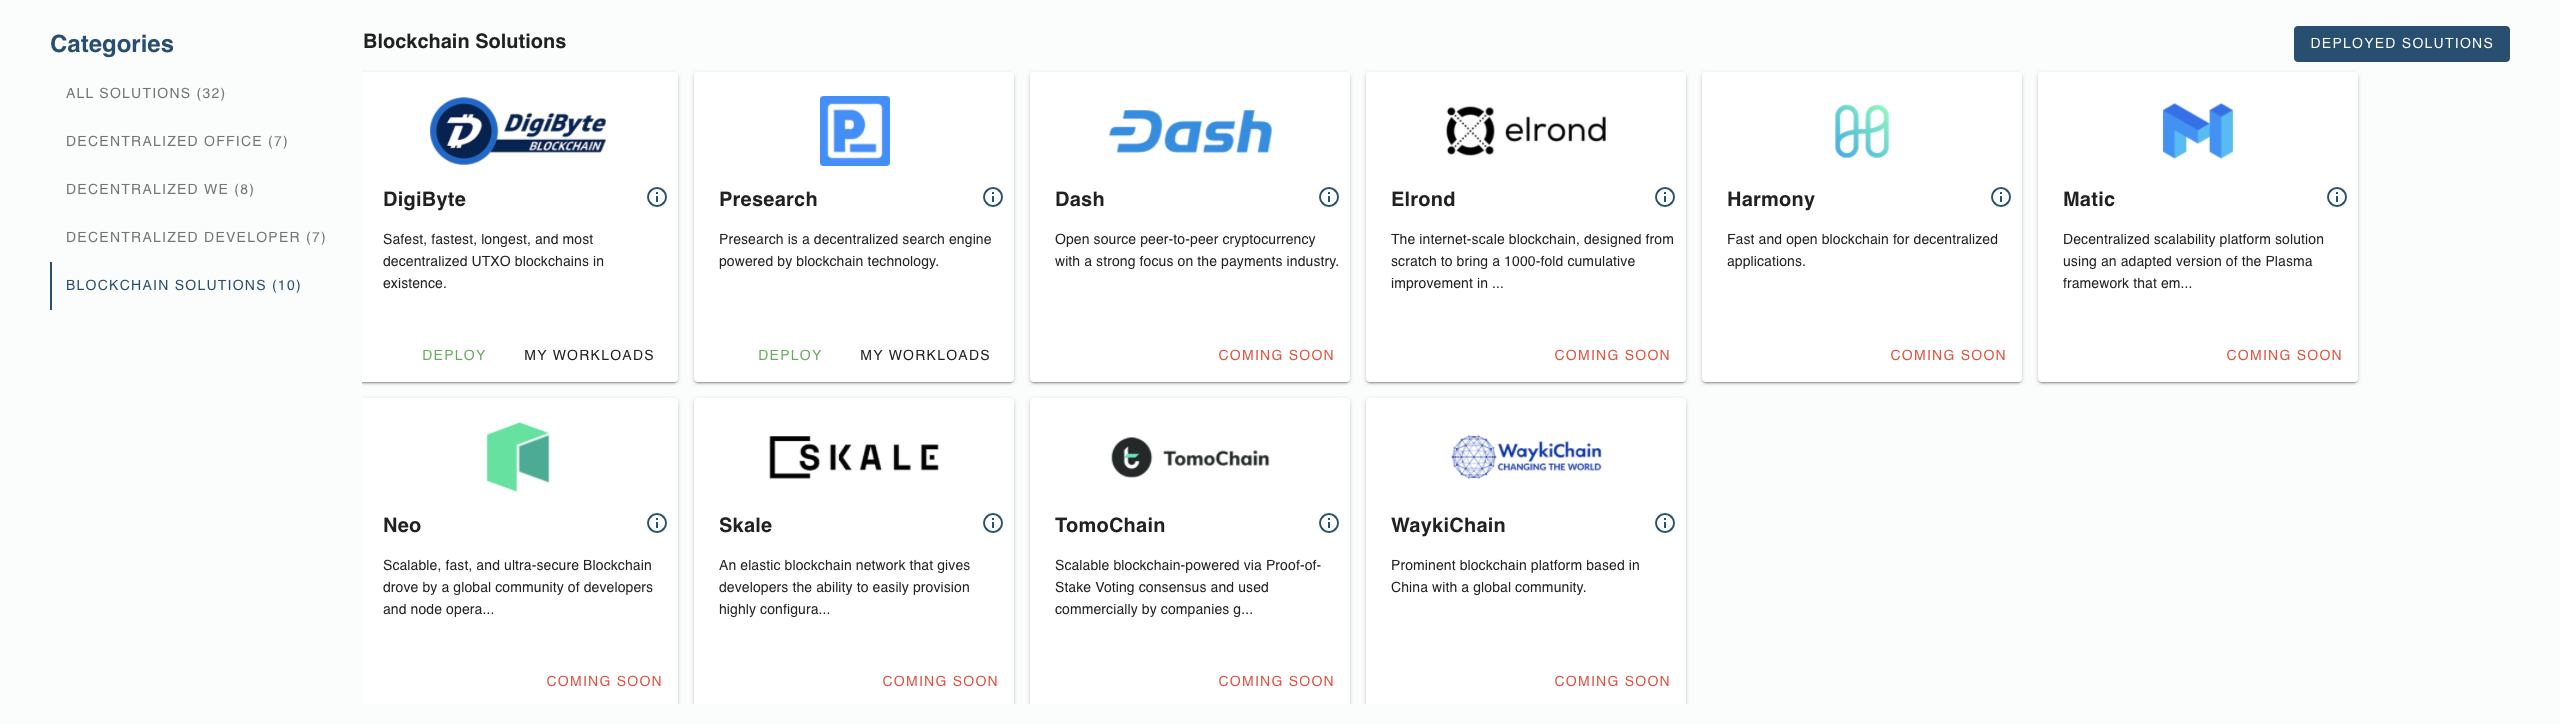 Categories
ALL SOLUTIONS (32)
DECENTRALIZED OFFICE (7)
DECENTRALIZED WE (8)
DECENTRALIZED DEVELOPER (7)
BLOCKCHAIN SOLUTIONS (10)
Blockchain Solutions
DEPLOYED SOLUTIONS
DigiByte
BLOCKCHAIN
DigiByte
Safest, fastest, longest, and most
decentralized UTXO blockchains in
existence.
DEPLOY MY WORKLOADS
P
Presearch
Presearch is a decentralized search engine
powered by blockchain technology.
DEPLOY MY WORKLOADS
Dash
Dash
Open source peer-to-peer cryptocurrency
with a strong focus on the payments industry.
COMING SOON
elrond
Elrond
The internet-scale blockchain, designed from
scratch to bring a 1000-fold cumulative
improvement in ...
COMING SOON
Harmony
Fast and open blockchain for decentralized
applications.
COMING SOON
Matic
Decentralized scalability platform solution
using an adapted version of the Plasma
framework that em...
COMING SOON
Neo
Scalable, fast, and ultra-secure Blockchain
drove by a global community of developers
and node opera...
COMING SOON
SKALE
Skale
An elastic blockchain network that gives
developers the ability to easily provision
highly configura...
COMING SOON
TomoChain
TomoChain
Scalable blockchain-powered via Proof-of-
Stake Voting consensus and used
commercially by companies g...
COMING SOON
WaykiChain
CHANGING THE WORLD
WaykiChain
Prominent blockchain platform based in
China with a global community.
COMING SOON